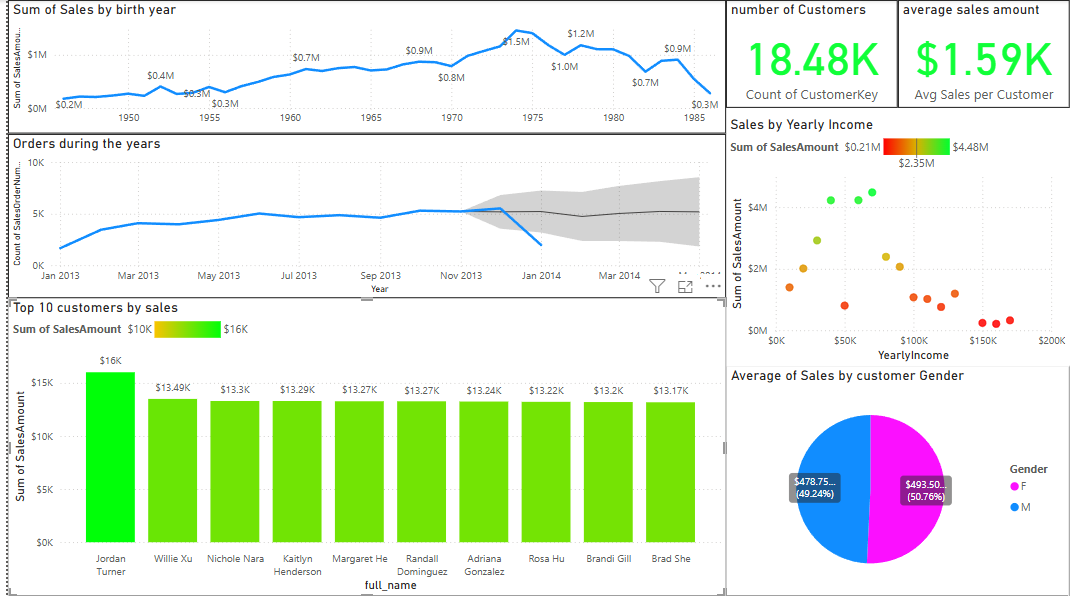 Sum of Sales by birth year
Sum of SalesAmou...
$1M
$0M
$0.2M
$0.4M
$0.3M
$0.3M
$0.7M
$0.9M
$0.8M
$1.5M
$1.0M
$1.2M
$0.7M
$0.9M
$0.3M
1950
1955
1960
1965
1970
1975
1980
1985
number of Customers
18.48K
Count of CustomerKey
average sales amount
$1.59K
Avg Sales per Customer
Orders during the years
Count of SalesOrderNum...
10K
5K
0K
Jan 2013
Mar 2013
May 2013
Jul 2013
Sep 2013
Nov 2013
Jan 2014
Mar 2014
2014
Year
Sales by Yearly Income
Sum of SalesAmount $0.21M $4.48M
$2.35M
Sum of SalesAmount
$4M
$2M
$0M
$0K
$50K
$100K
$150K
$200K
YearlyIncome
Top 10 customers by sales
Sum of SalesAmount $10K $16K
Sum of SalesAmount
$15K
$10K
$5K
$0K
$16K
$13.49K
$13.3K
$13.29K
$13.27K
$13.27K
$13.24K
$13.22K
$13.2K
$13.17K
Jordan
Turner
Willie Xu
Nichole Nara
Kaitlyn
Henderson
Margaret He
Randall
Dominguez
Adriana
Gonzalez
Rosa Hu
Brandi Gill
Brad She
full_name
Average of Sales by customer Gender
$478.75...
(49.24%)
$493.50...
(50.76%)
Gender
F
M